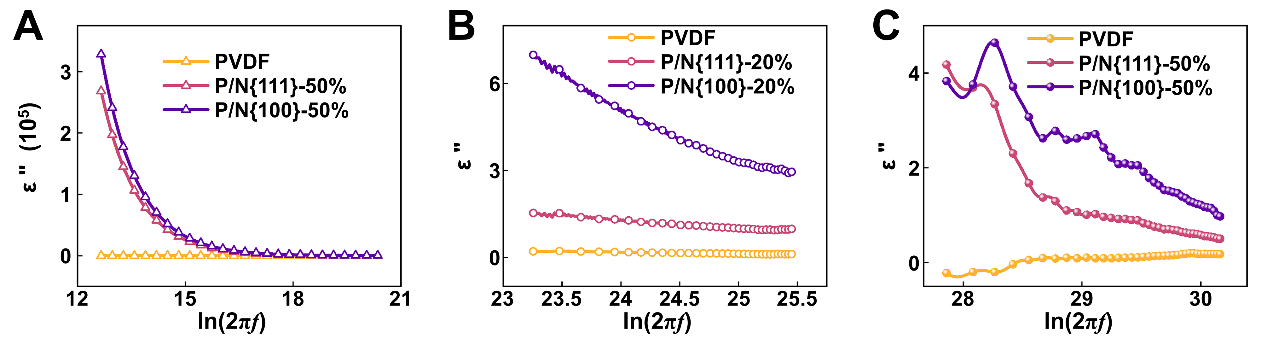 A
PVDF
P/N{111}-50%
P/N{100}-50%
ε " (10⁵)
3
2
1
0
12
15
18
21
ln(2πf)
B
PVDF
P/N{111}-20%
P/N{100}-20%
ε "
6
3
0
23
23.5
24
24.5
25
25.5
ln(2πf)
C
PVDF
P/N{111}-50%
P/N{100}-50%
ε "
4
2
0
28
29
30
ln(2πf)